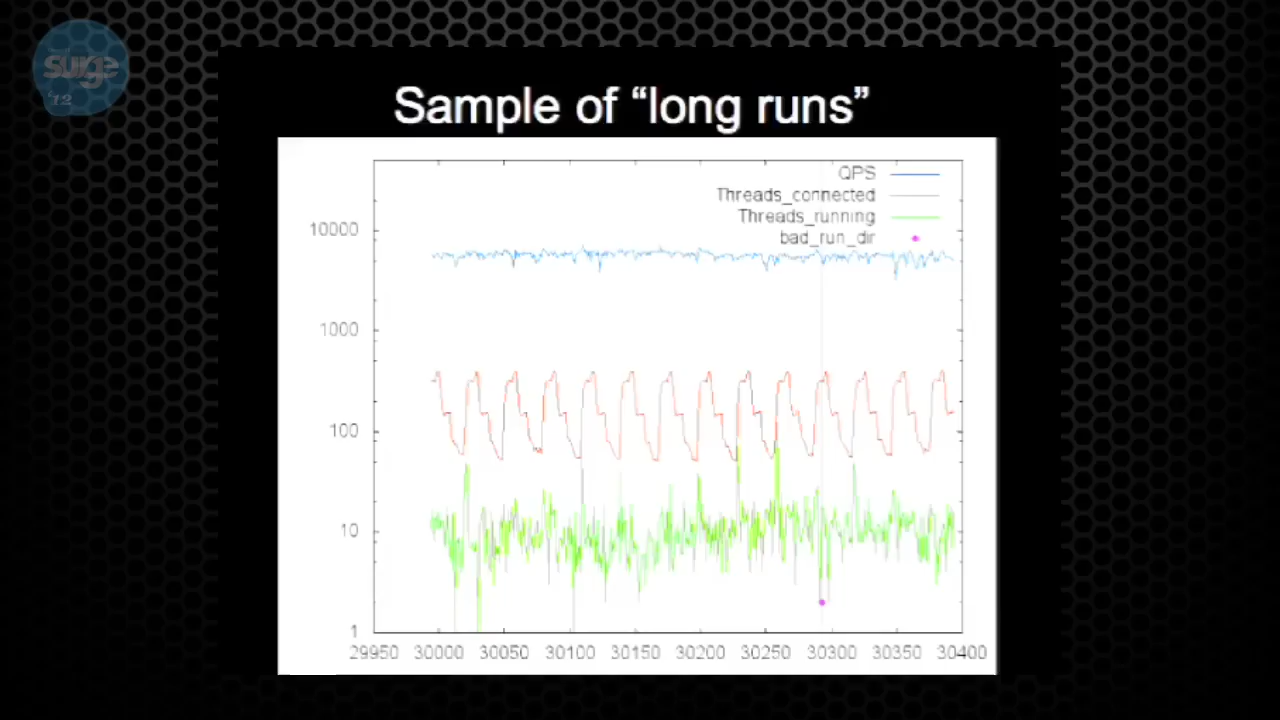 surge
'12
Sample of “long runs”
QPS
Threads_connected
Threads_running
bad_run_dir
10000
1000
100
10
1
29950 30000 30050 30100 30150 30200 30250 30300 30350 30400